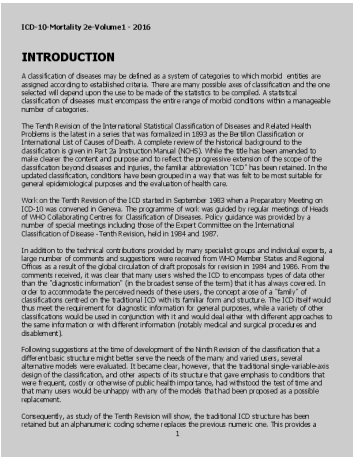 ICD-10-Mortality 2e-Volume1 - 2016
INTRODUCTION
A classification of diseases may be defined as a system of categories to which morbid entities are
assigned according to established criteria. There are many possible axes of classification and the one
selected will depend upon the use to be made of the statistics to be compiled. A statistical
classification of diseases must encompass the entire range of morbid conditions within a manageable
number of categories.
The Tenth Revision of the International Statistical Classification of Diseases and Related Health
Problems is the latest in a series that was formalized in 1893 as the Bertillon Classification or
International List of Causes of Death. A complete review of the historical background to the
classification is given in Part 2a Instruction Manuel (NCHS). While the title has been amended to
make clearer the content and purpose and to reflect the progressive extension of the scope of the
classification beyond diseases and injuries, the familiar abbreviation "ICD" has been retained. In the
updated classification, conditions have been grouped in a way that was felt to be most suitable for
general epidemiological purposes and the evaluation of health care.
Work on the Tenth Revision of the ICD started in September 1983 when a Preparatory Meeting on
ICD-10 was convened in Geneva. The programme of work was guided by regular meetings of Heads
of WHO Collaborating Centres for Classification of Diseases. Policy guidance was provided by a
number of special meetings including those of the Expert Committee on the International
Classification of Disease - Tenth Revision, held in 1984 and 1987.
In addition to the technical contributions provided by many specialist groups and individual experts, a
large number of comments and suggestions were received from WHO Member States and Regional
Offices as a result of the global circulation of draft proposals for revision in 1984 and 1986. From the
comments received, it was clear that many users wished the ICD to encompass types of data other
than the "diagnostic information" (in the broadest sense of the term) that it has always covered. In
order to accommodate the perceived needs of these users, the concept arose of a "family" of
classifications centred on the traditional ICD with its familiar form and structure. The ICD itself would
thus meet the requirement for diagnostic information for general purposes, while a variety of other
classifications would be used in conjunction with it and would deal either with different approaches to
the same information or with different information (notably medical and surgical procedures and
disablement).
Following suggestions at the time of development of the Ninth Revision of the classification that a
different basic structure might better serve the needs of the many and varied users, several
alternative models were evaluated. It became clear, however, that the traditional single-variable-axis
design of the classification, and other aspects of its structure that gave emphasis to conditions that
were frequent, costly or otherwise of public health importance, had withstood the test of time and
that many users would be unhappy with any of the models that had been proposed as a possible
replacement.
Consequently, as study of the Tenth Revision will show, the traditional ICD structure has been
retained but an alphanumeric coding scheme replaces the previous numeric one. This provides a
1